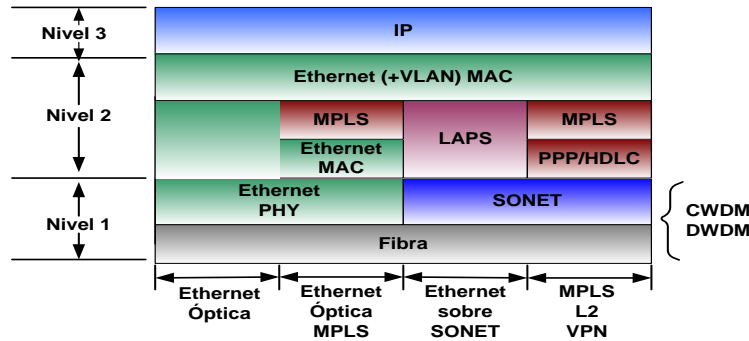 Nivel 3
IP
Ethernet (+VLAN) MAC
Nivel 2
MPLS
Ethernet
MAC
LAPS
MPLS
PPP/HDLC
Nivel 1
Ethernet
PHY
SONET
Fibra
CWDM
DWDM
Ethernet
Óptica
Ethernet
Óptica
MPLS
Ethernet
sobre
SONET
MPLS
L2
VPN